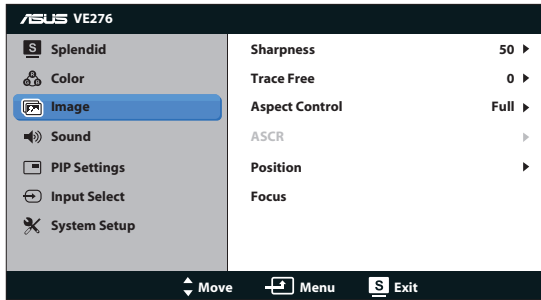 ASUS VE276
S Splendid
Color
Image
Sound
PIP Settings
Input Select
System Setup
Sharpness 50
Trace Free 0
Aspect Control Full
ASCR
Position
Focus
Move Menu S Exit